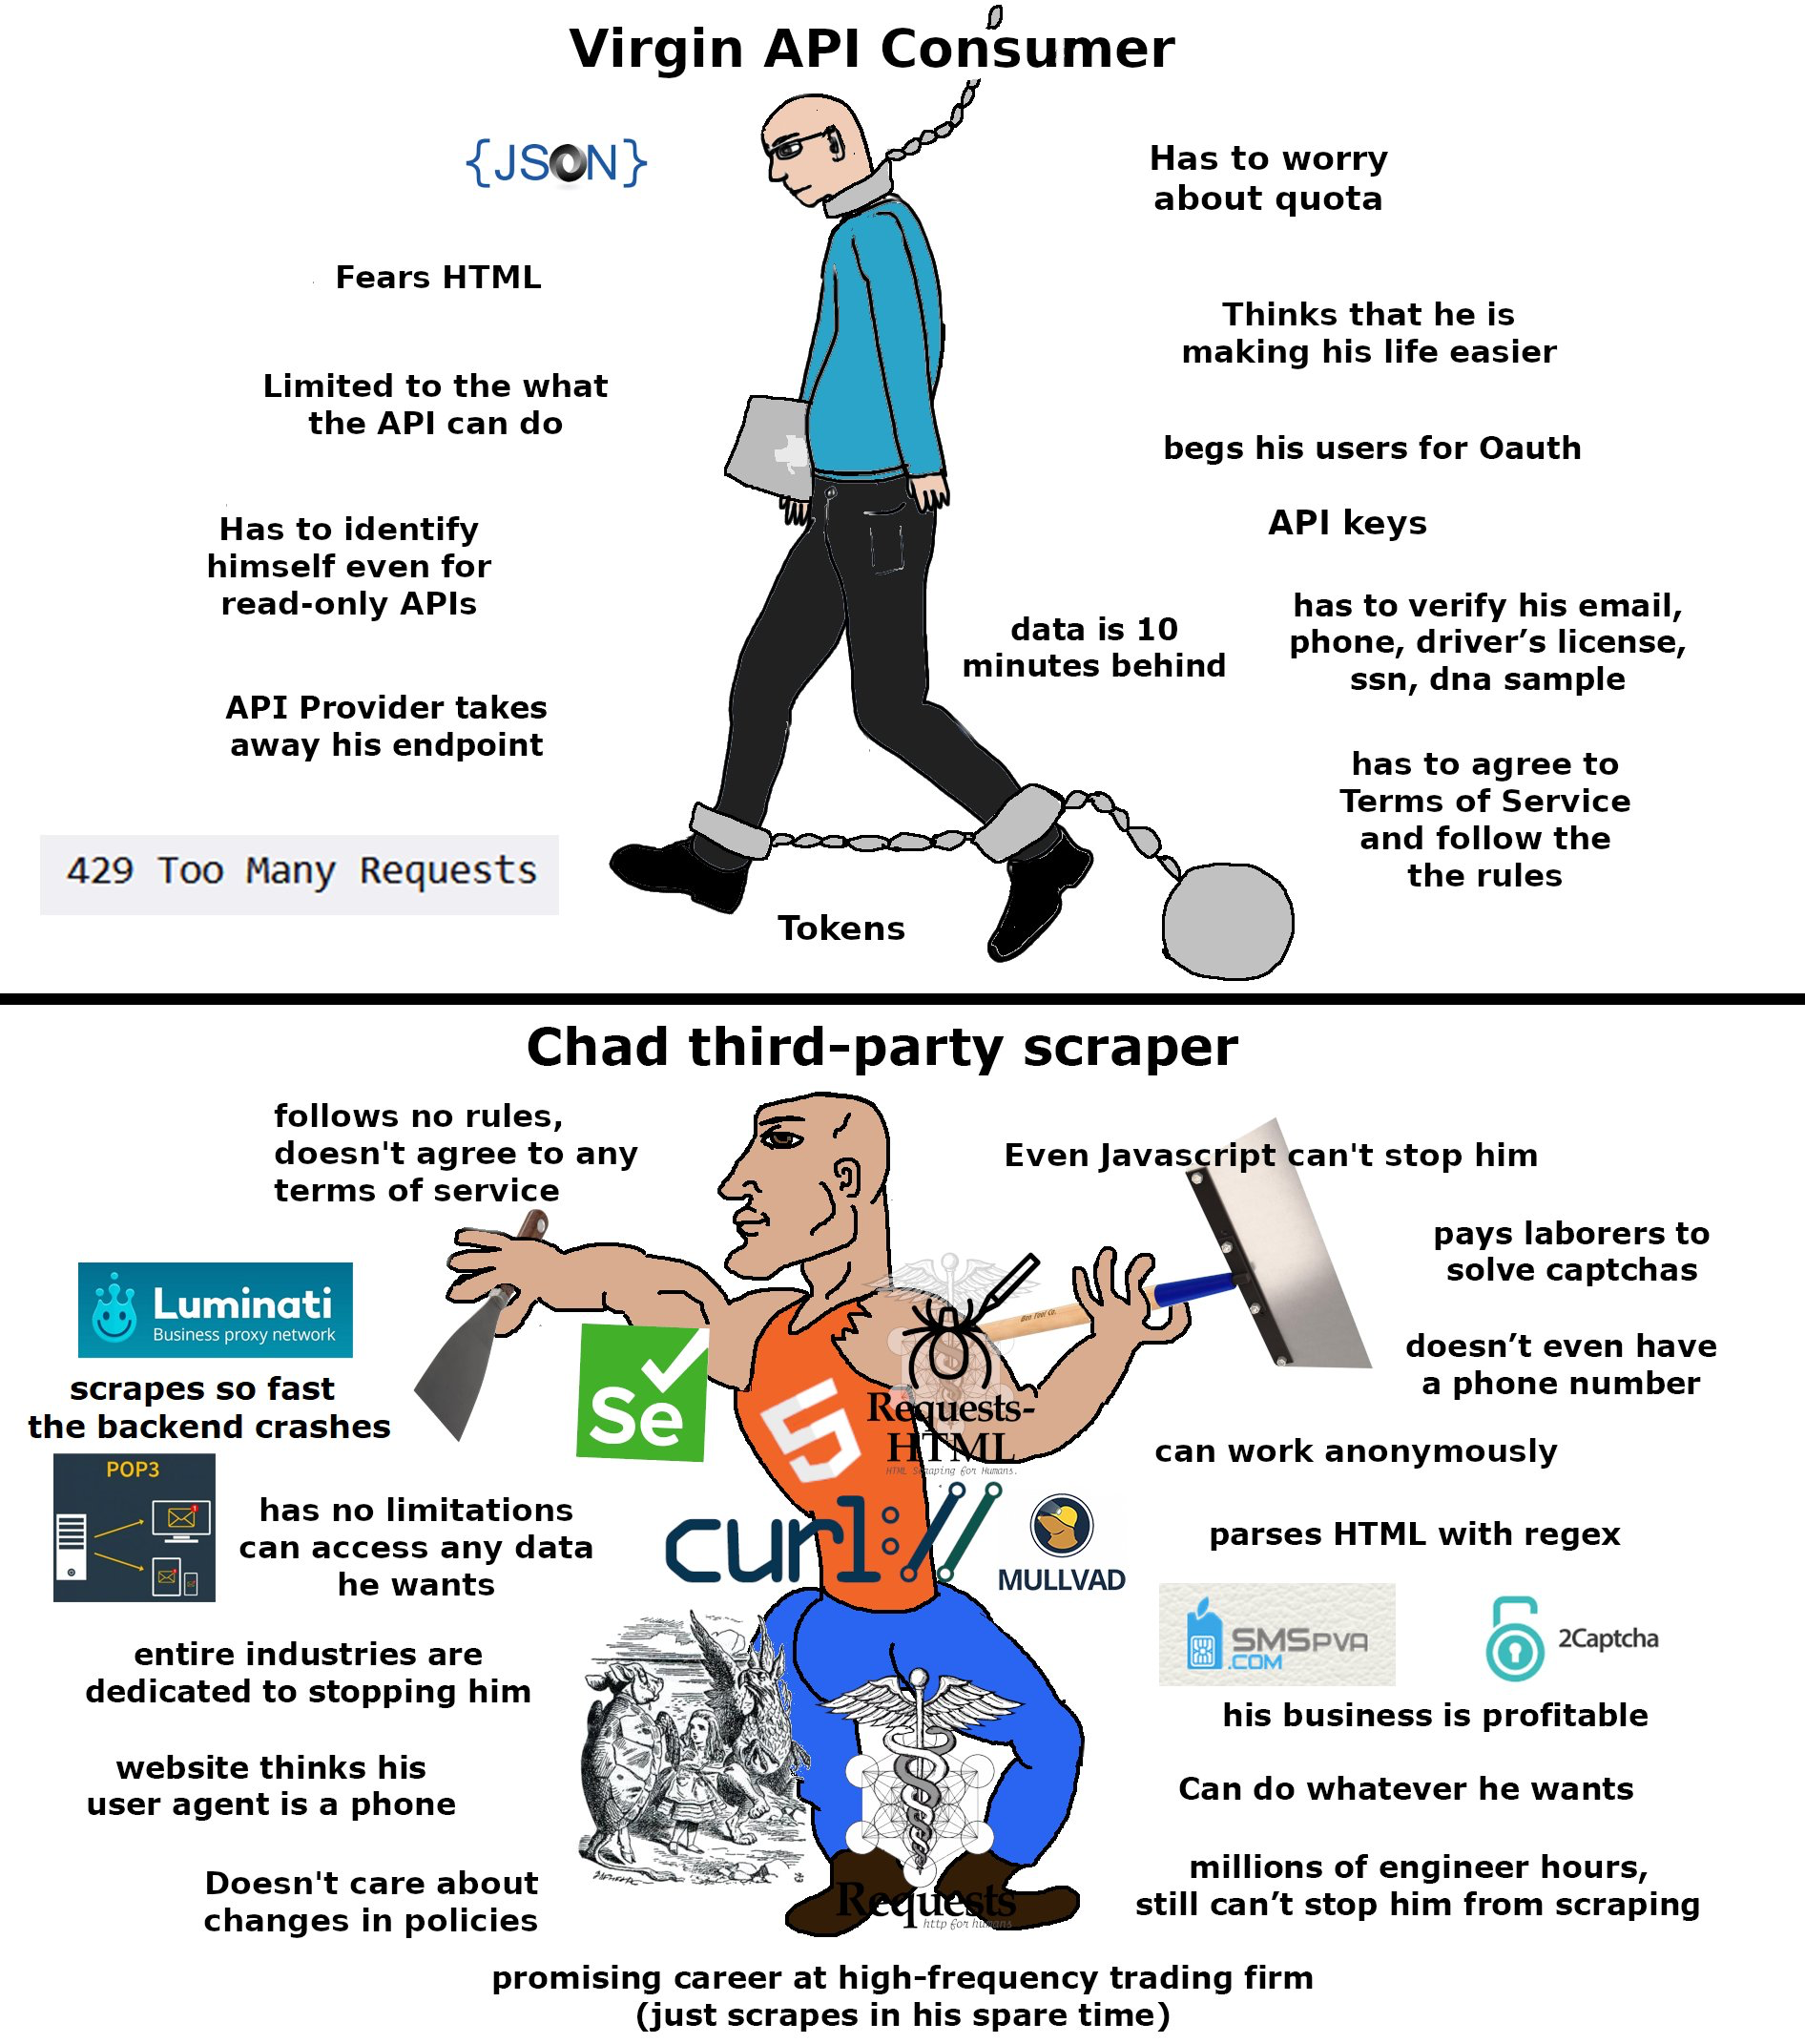 Virgin API Consumer
{JSON}
Has to worry
about quota
Fears HTML
Thinks that he is
making his life easier
Limited to the what
the API can do
begs his users for Oauth
API keys
Has to identify
himself even for
read-only APIs
has to verify his email,
phone, driver’s license,
ssn, dna sample
data is 10
minutes behind
API Provider takes
away his endpoint
has to agree to
Terms of Service
and follow the
the rules
429 Too Many Requests
Tokens
Chad third-party scraper
follows no rules,
doesn't agree to any
terms of service
Even Javascript can't stop him
pays laborers to
solve captchas
Luminati
Business proxy network
doesn’t even have
a phone number
scrapes so fast
the backend crashes
Se
5
Requests-
HTML
HTML Scraping for Humans.
can work anonymously
POP3
has no limitations
can access any data
he wants
curl://
MULLVAD
parses HTML with regex
SMSPVA
.COM
2Captcha
entire industries are
dedicated to stopping him
his business is profitable
website thinks his
user agent is a phone
Can do whatever he wants
Doesn't care about
changes in policies
millions of engineer hours,
still can’t stop him from scraping
Requests
http for humans
promising career at high-frequency trading firm
(just scrapes in his spare time)